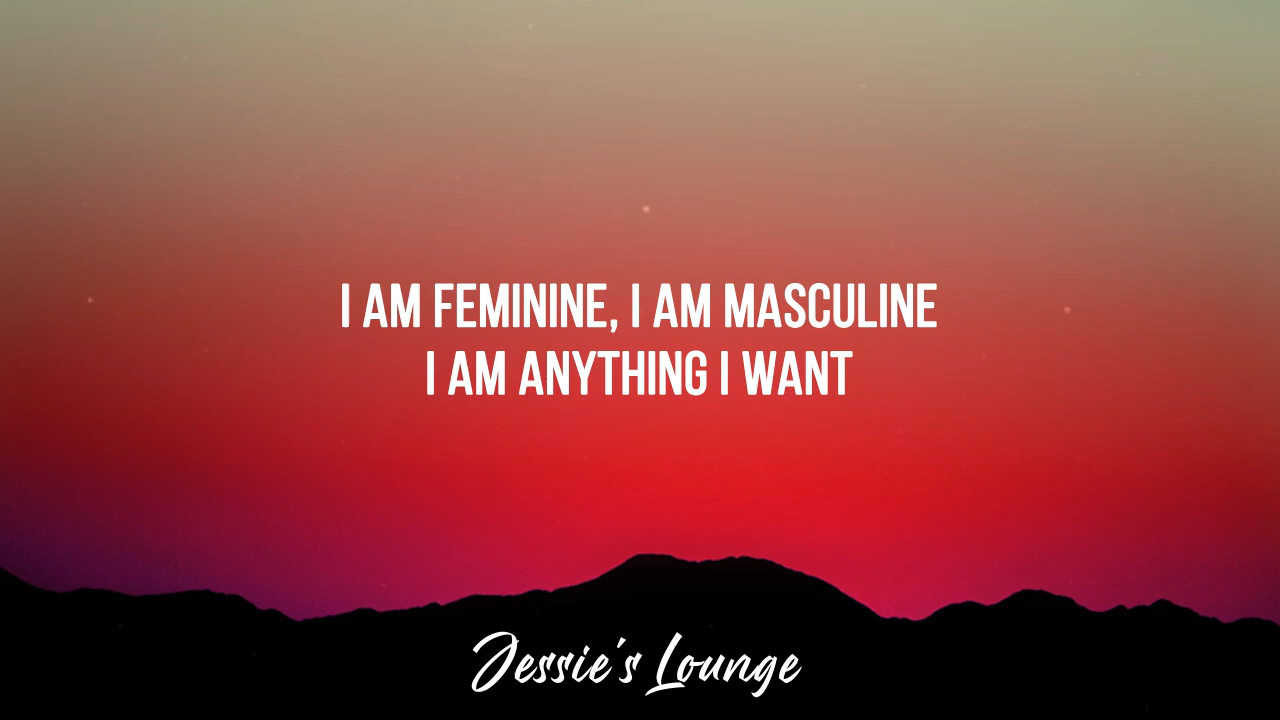 I AM FEMININE, I AM MASCULINE
I AM ANYTHING I WANT
Jessie's Lounge